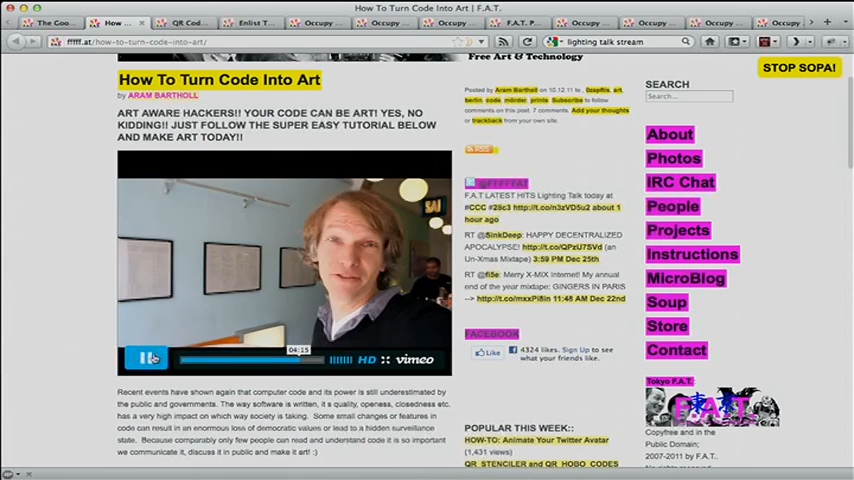 How To Turn Code Into Art | F.A.T.
The Goo...
How ...
QR Cod...
Enlist T...
Occupy ...
Occupy ...
Occupy ...
F.A.T. P...
Occupy ...
Occupy ...
Occupy ...
Occupy
fffff.at/how-to-turn-code-into-art/
lighting talk stream
Free Art & Technology
STOP SOPA!
How To Turn Code Into Art
by ARAM BARTHOLL
ART AWARE HACKERS!! YOUR CODE CAN BE ART! YES, NO
KIDDING!! JUST FOLLOW THE SUPER EASY TUTORIAL BELOW
AND MAKE ART TODAY!!
04:15
HD
vimeo
Recent events have shown again that computer code and its power is still underestimated by
the public and governments. The way software is written, it s quality, openess, closedness etc.
has a very high impact on which way society is taking. Some small changes or features in
code can result in an enormous loss of democratic values or lead to a hidden surveillance
state. Because comparably only few people can read and understand code it is so important
we communicate it, discuss it in public and make it art! :)
Posted by Aram Bartholl on 10.12.11 to , 0zapftis, art,
berlin, code, mörder, prints Subscribe to follow
comments on this post. 7 comments. Add your thoughts
or trackback from your own site.
RSS
@FFFFFAT
F.A.T LATEST HITS Lighting Talk today at
#CCC #28c3 http://t.co/n3zVD5u2 about 1
hour ago
RT @SinkDeep: HAPPY DECENTRALIZED
APOCALYPSE! http://t.co/QPzU7SVd (an
Un-Xmas Mixtape) 3:59 PM Dec 25th
RT @fi5e: Merry X-MIX Internet! My annual
end of the year mixtape: GINGERS IN PARIS
--> http://t.co/mxxPi8in 11:48 AM Dec 22nd
FACEBOOK
Like
4324 likes. Sign Up to see
what your friends like.
POPULAR THIS WEEK::
HOW-TO: Animate Your Twitter Avatar
(1,431 views)
QR_STENCILER and QR_HOBO_CODES
SEARCH
Search...
About
Photos
IRC Chat
People
Projects
Instructions
MicroBlog
Soup
Store
Contact
Tokyo F.A.T.
F.A.T
Copyfree and in the
Public Domain;
2007-2011 by F.A.T..
No rights reserved